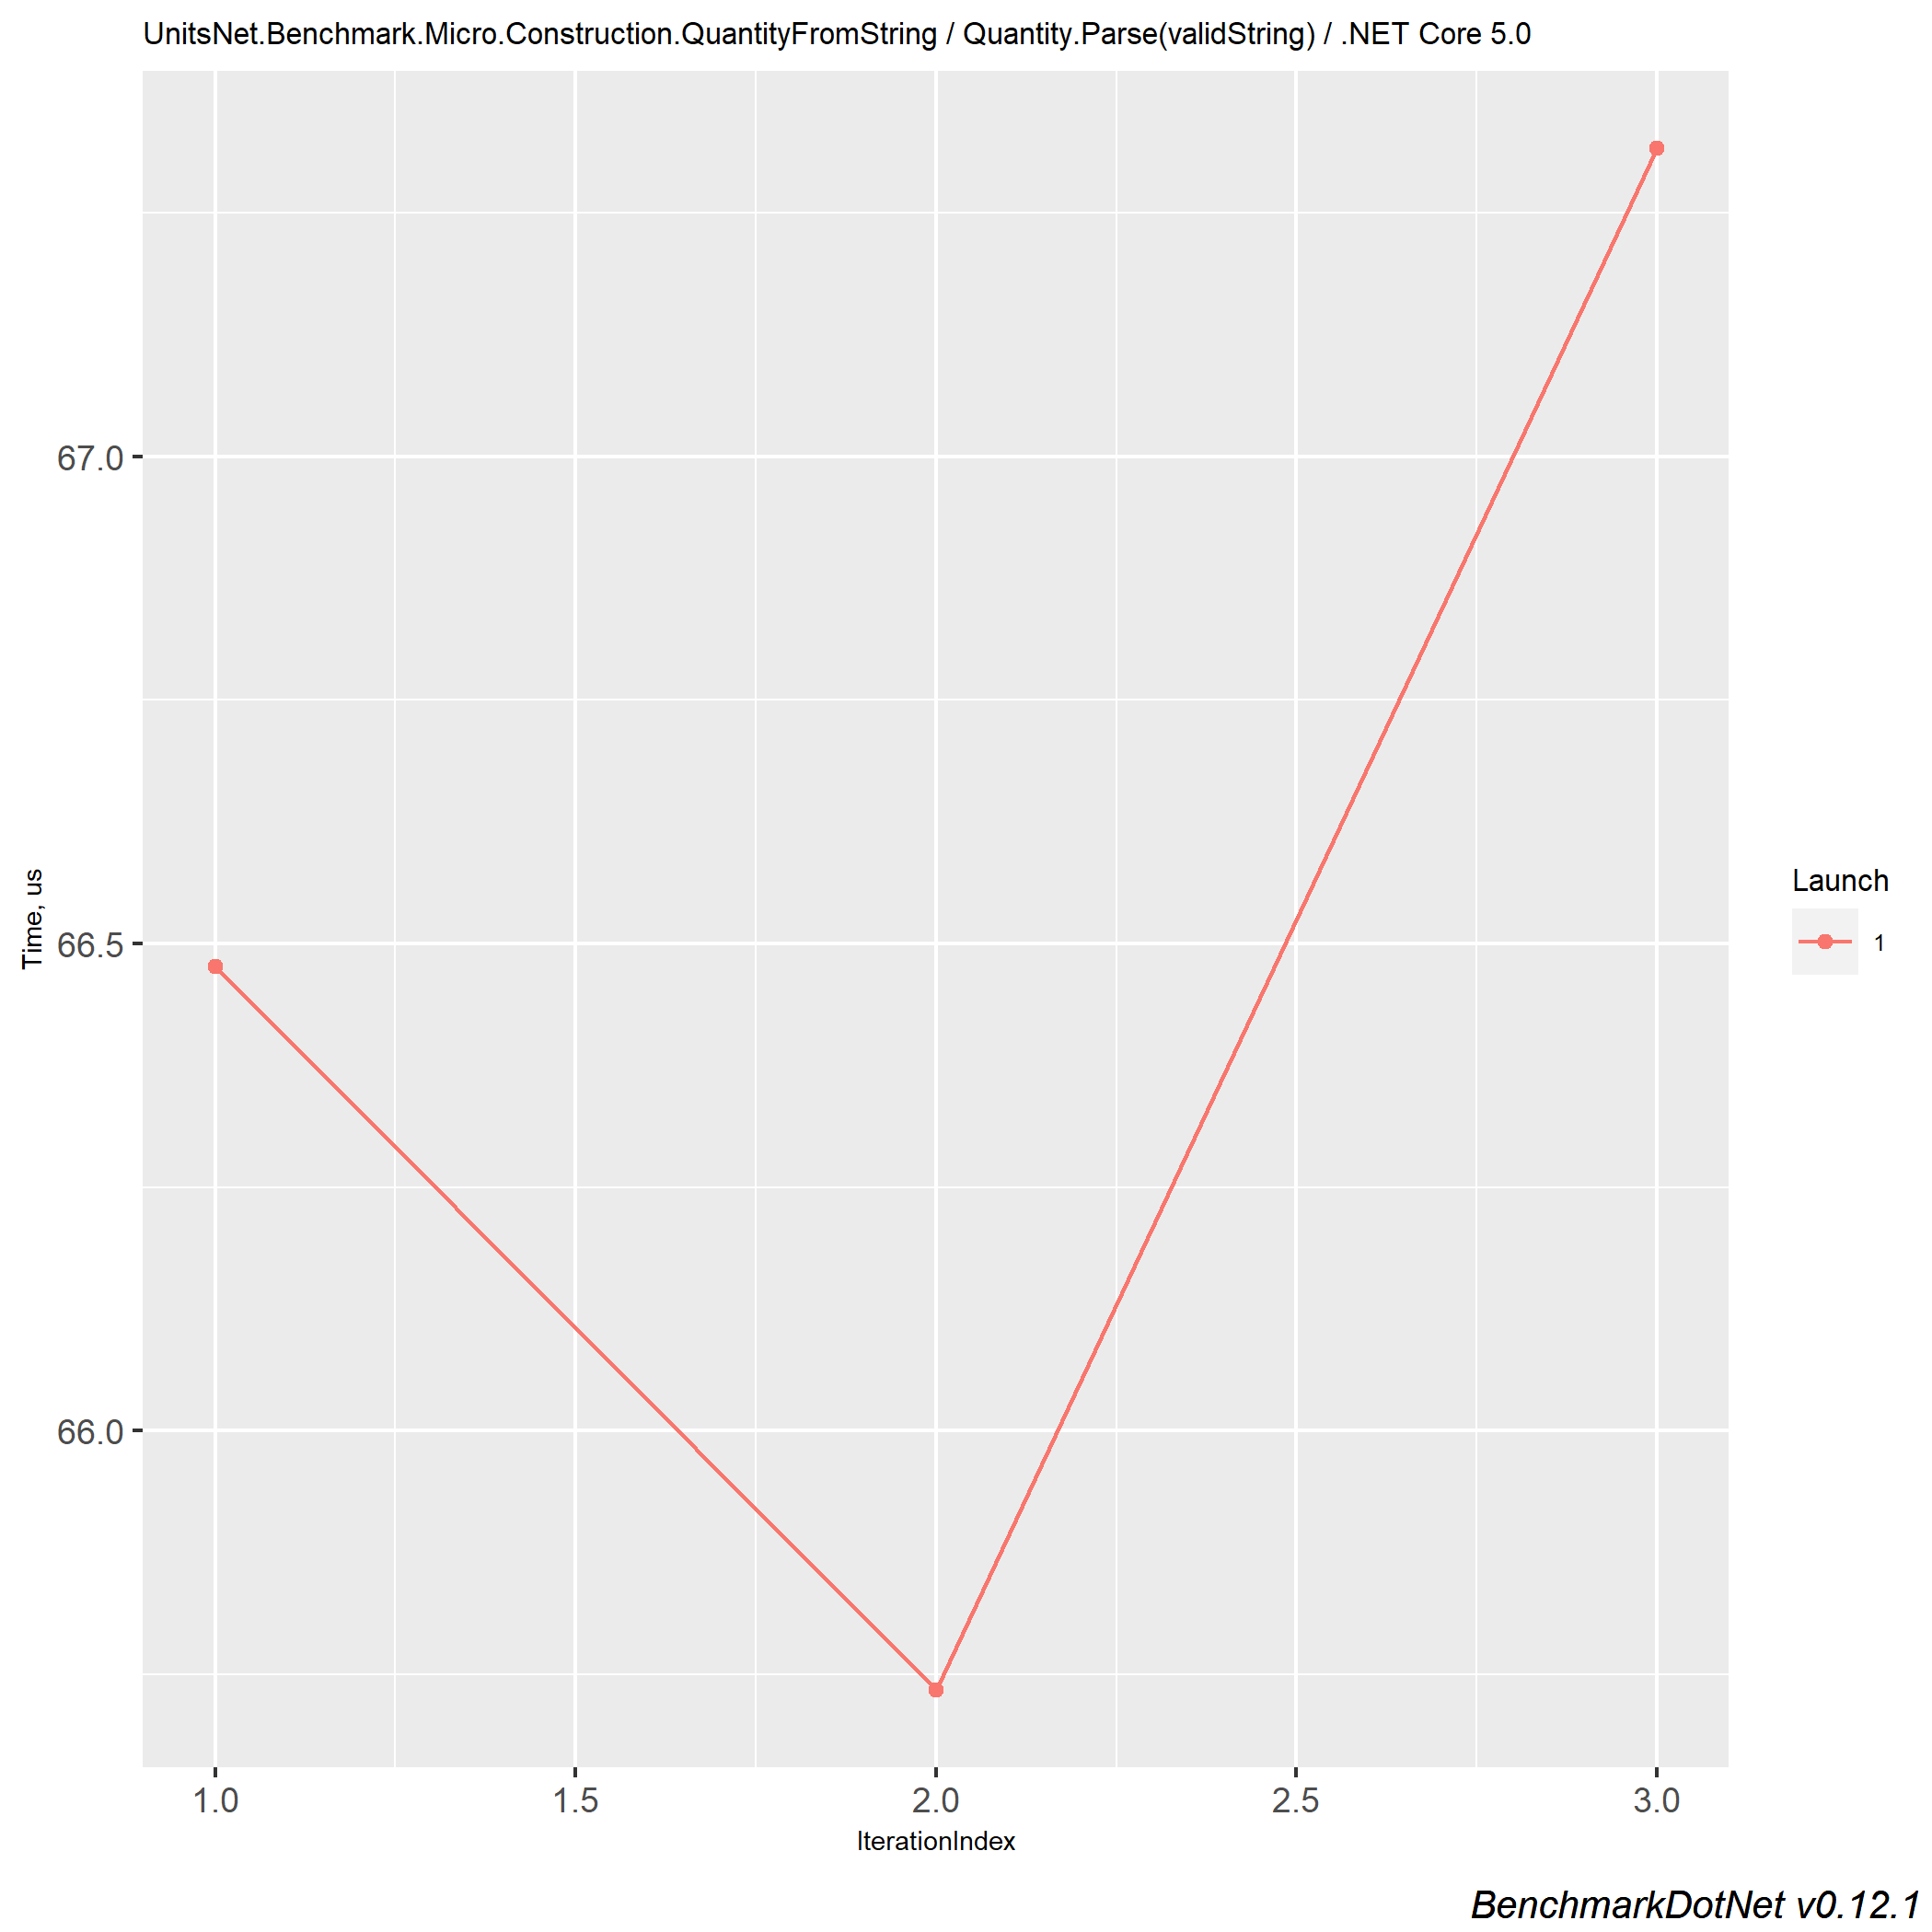 UnitsNet.Benchmark.Micro.Construction.QuantityFromString / Quantity.Parse(validString) / .NET Core 5.0
67.0
66.5
66.0
Time, us
1.0 1.5 2.0 2.5 3.0
IterationIndex
Launch
1
BenchmarkDotNet v0.12.1